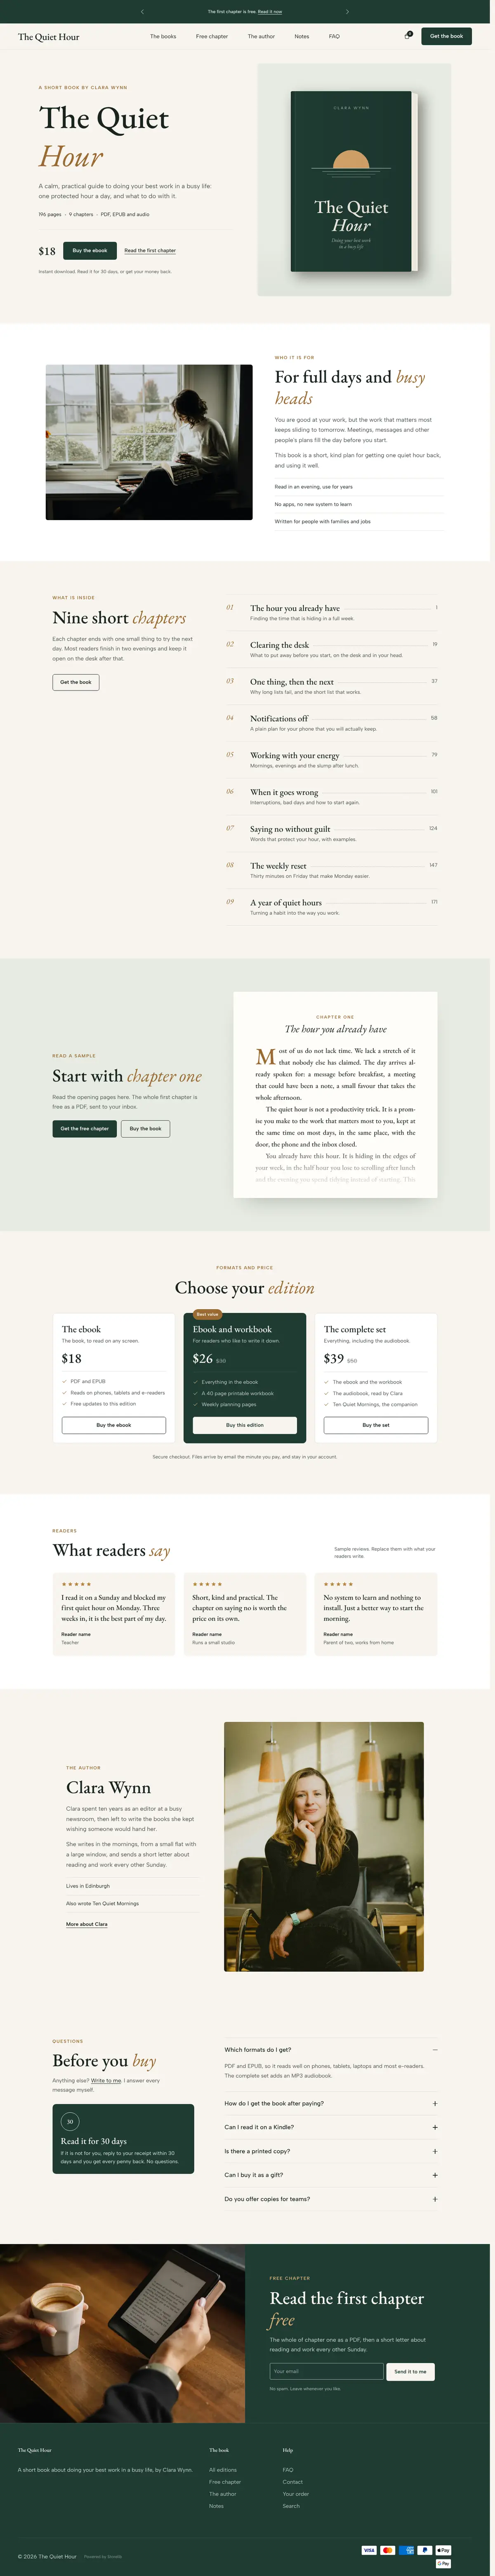 The first chapter is free. Read it now
The Quiet Hour
The books
Free chapter
The author
Notes
FAQ
Get the book
A SHORT BOOK BY CLARA WYNN
The Quiet
Hour
A calm, practical guide to doing your best work in a busy life:
one protected hour a day, and what to do with it.
196 pages · 9 chapters · PDF, EPUB and audio
$18
Buy the ebook
Read the first chapter
Instant download. Read it for 30 days, or get your money back.
CLARA WYNN
The Quiet
Hour
Doing your best work
in a busy life
WHO IT IS FOR
For full days and busy
heads
You are good at your work, but the work that matters most
keeps sliding to tomorrow. Meetings, messages and other
people's plans fill the day before you start.
This book is a short, kind plan for getting one quiet hour back,
and using it well.
Read in an evening, use for years
No apps, no new system to learn
Written for people with families and jobs
WHAT IS INSIDE
Nine short chapters
Each chapter ends with one small thing to try the next
day. Most readers finish in two evenings and keep it
open on the desk after that.
Get the book
01 The hour you already have 1
Finding the time that is hiding in a full week.
02 Clearing the desk 19
What to put away before you start, on the desk and in your head.
03 One thing, then the next 37
Why long lists fail, and the short list that works.
04 Notifications off 58
A plain plan for your phone that you will actually keep.
05 Working with your energy 79
Mornings, evenings and the slump after lunch.
06 When it goes wrong 101
Interruptions, bad days and how to start again.
07 Saying no without guilt 124
Words that protect your hour, with examples.
08 The weekly reset 147
Thirty minutes on Friday that make Monday easier.
09 A year of quiet hours 171
Turning a habit into the way you work.
READ A SAMPLE
Start with chapter one
Read the opening pages here. The whole first chapter is
free as a PDF, sent to your inbox.
Get the free chapter
Buy the book
CHAPTER ONE
The hour you already have
Most of us do not lack time. We lack a stretch of it
that nobody else has claimed. The day arrives al-
ready spoken for: a message before breakfast, a meeting
that could have been a note, a small favour that takes the
whole afternoon.
The quiet hour is not a productivity trick. It is a prom-
ise you make to the work that matters most to you, kept at
the same time on most days, in the same place, with the
door, the phone and the inbox closed.
You already have this hour. It is hiding in the edges of
your week, in the half hour you lose to scrolling after lunch
and the evening you spend tidying instead of starting. This
FORMATS AND PRICE
Choose your edition
The ebook
The book, to read on any screen.
$18
PDF and EPUB
Reads on phones, tablets and e-readers
Free updates to this edition
Buy the ebook
Best value
Ebook and workbook
For readers who like to write it down.
$26 $30
Everything in the ebook
A 40 page printable workbook
Weekly planning pages
Buy this edition
The complete set
Everything, including the audiobook.
$39 $50
The ebook and the workbook
The audiobook, read by Clara
Ten Quiet Mornings, the companion
Buy the set
Secure checkout. Files arrive by email the minute you pay, and stay in your account.
READERS
What readers say
Sample reviews. Replace them with what your
readers write.
I read it on a Sunday and blocked my
first quiet hour on Monday. Three
weeks in, it is the best part of my day.
Reader name
Teacher
Short, kind and practical. The
chapter on saying no is worth the
price on its own.
Reader name
Runs a small studio
No system to learn and nothing to
install. Just a better way to start the
morning.
Reader name
Parent of two, works from home
THE AUTHOR
Clara Wynn
Clara spent ten years as an editor at a busy
newsroom, then left to write the books she kept
wishing someone would hand her.
She writes in the mornings, from a small flat with
a large window, and sends a short letter about
reading and work every other Sunday.
Lives in Edinburgh
Also wrote Ten Quiet Mornings
More about Clara
QUESTIONS
Before you buy
Anything else? Write to me. I answer every
message myself.
30
Read it for 30 days
If it is not for you, reply to your receipt within 30
days and you get every penny back. No questions.
Which formats do I get?
PDF and EPUB, so it reads well on phones, tablets, laptops and most e-readers.
The complete set adds an MP3 audiobook.
How do I get the book after paying?
Can I read it on a Kindle?
Is there a printed copy?
Can I buy it as a gift?
Do you offer copies for teams?
FREE CHAPTER
Read the first chapter
free
The whole of chapter one as a PDF, then a short letter about
reading and work every other Sunday.
Your email
Send it to me
No spam. Leave whenever you like.
The Quiet Hour
A short book about doing your best work in a busy life, by Clara Wynn.
The book
All editions
Free chapter
The author
Notes
Help
FAQ
Contact
Your order
Search
© 2026 The Quiet Hour
Powered by Shopify
VISA
PayPal
Apple Pay
G Pay